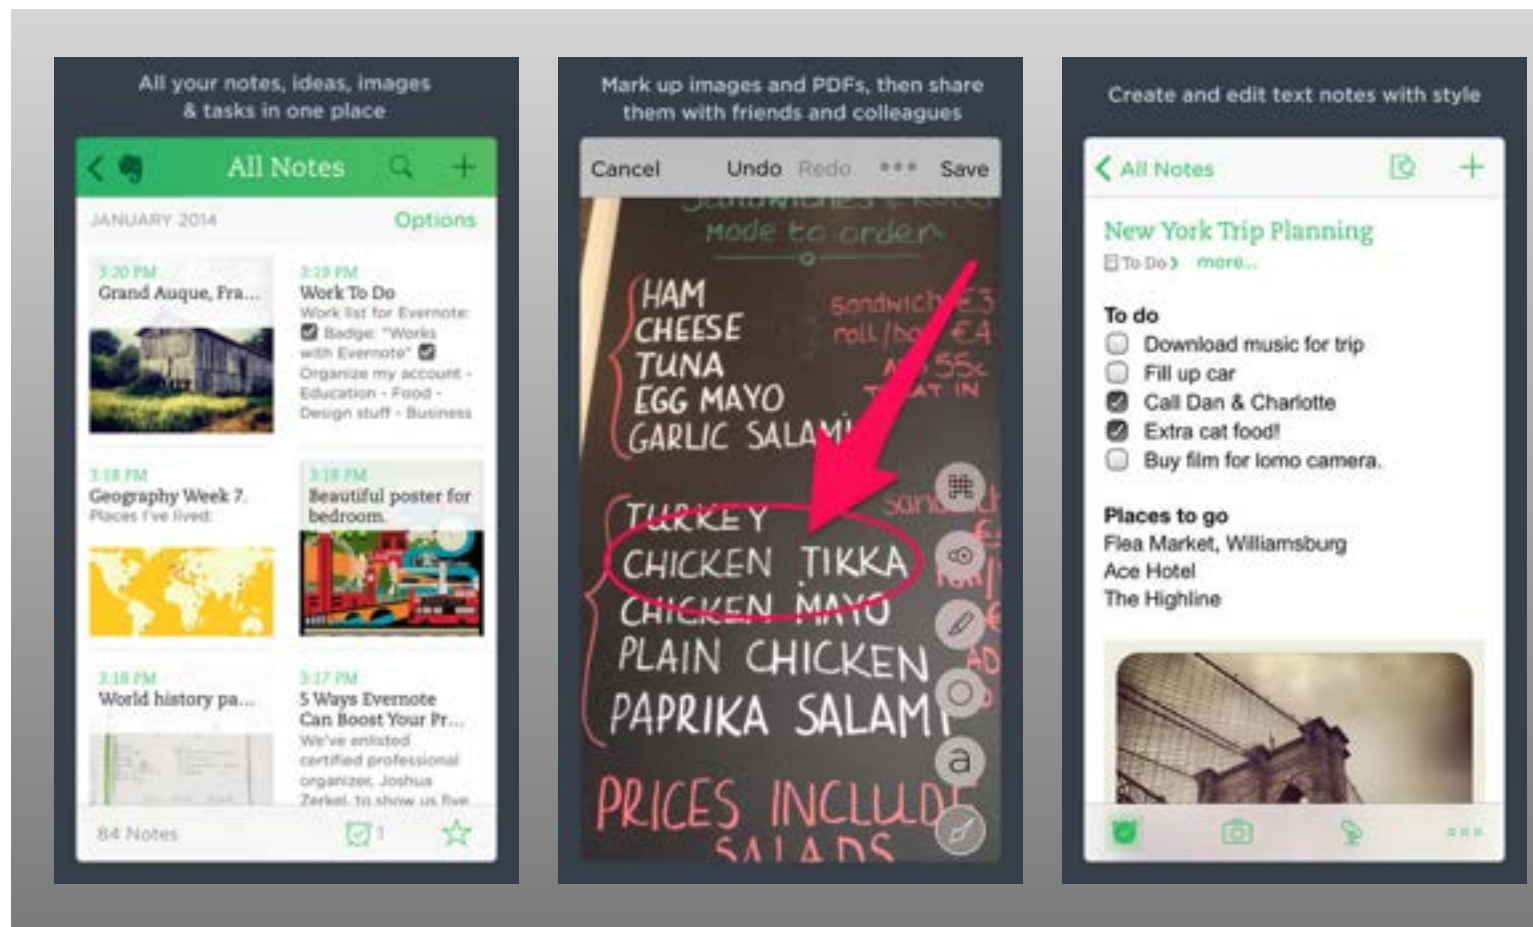 All your notes, ideas, images
& tasks in one place
All Notes
JANUARY 2014
Options
3:20 PM
Grand Auque, Fra...
3:19 PM
Work To Do
Work list for Evernote:
Badge: "Works
with Evernote"
Organize my account -
Education - Food -
Design stuff - Business
3:18 PM
Geography Week 7.
Places I've lived:
3:18 PM
Beautiful poster for
bedroom.
3:18 PM
World history pa...
3:17 PM
5 Ways Evernote
Can Boost Your Pr...
We've enlisted
certified professional
organizer, Joshua
Zerkel, to show us five
84 Notes
1
Mark up images and PDFs, then share
them with friends and colleagues
Cancel Undo Redo Save
Sandwiches
Made to order
HAM
CHEESE
TUNA
EGG MAYO
GARLIC SALAMI
Sandwich €3
roll/ €4
55c
EAT IN
TURKEY
CHICKEN TIKKA
CHICKEN MAYO
PLAIN CHICKEN
PAPRIKA SALAMI
a
PRICES INCLUDE
SALADS
Create and edit text notes with style
All Notes
New York Trip Planning
To Do more...
To do
Download music for trip
Fill up car
Call Dan & Charlotte
Extra cat food!
Buy film for lomo camera.
Places to go
Flea Market, Williamsburg
Ace Hotel
The Highline